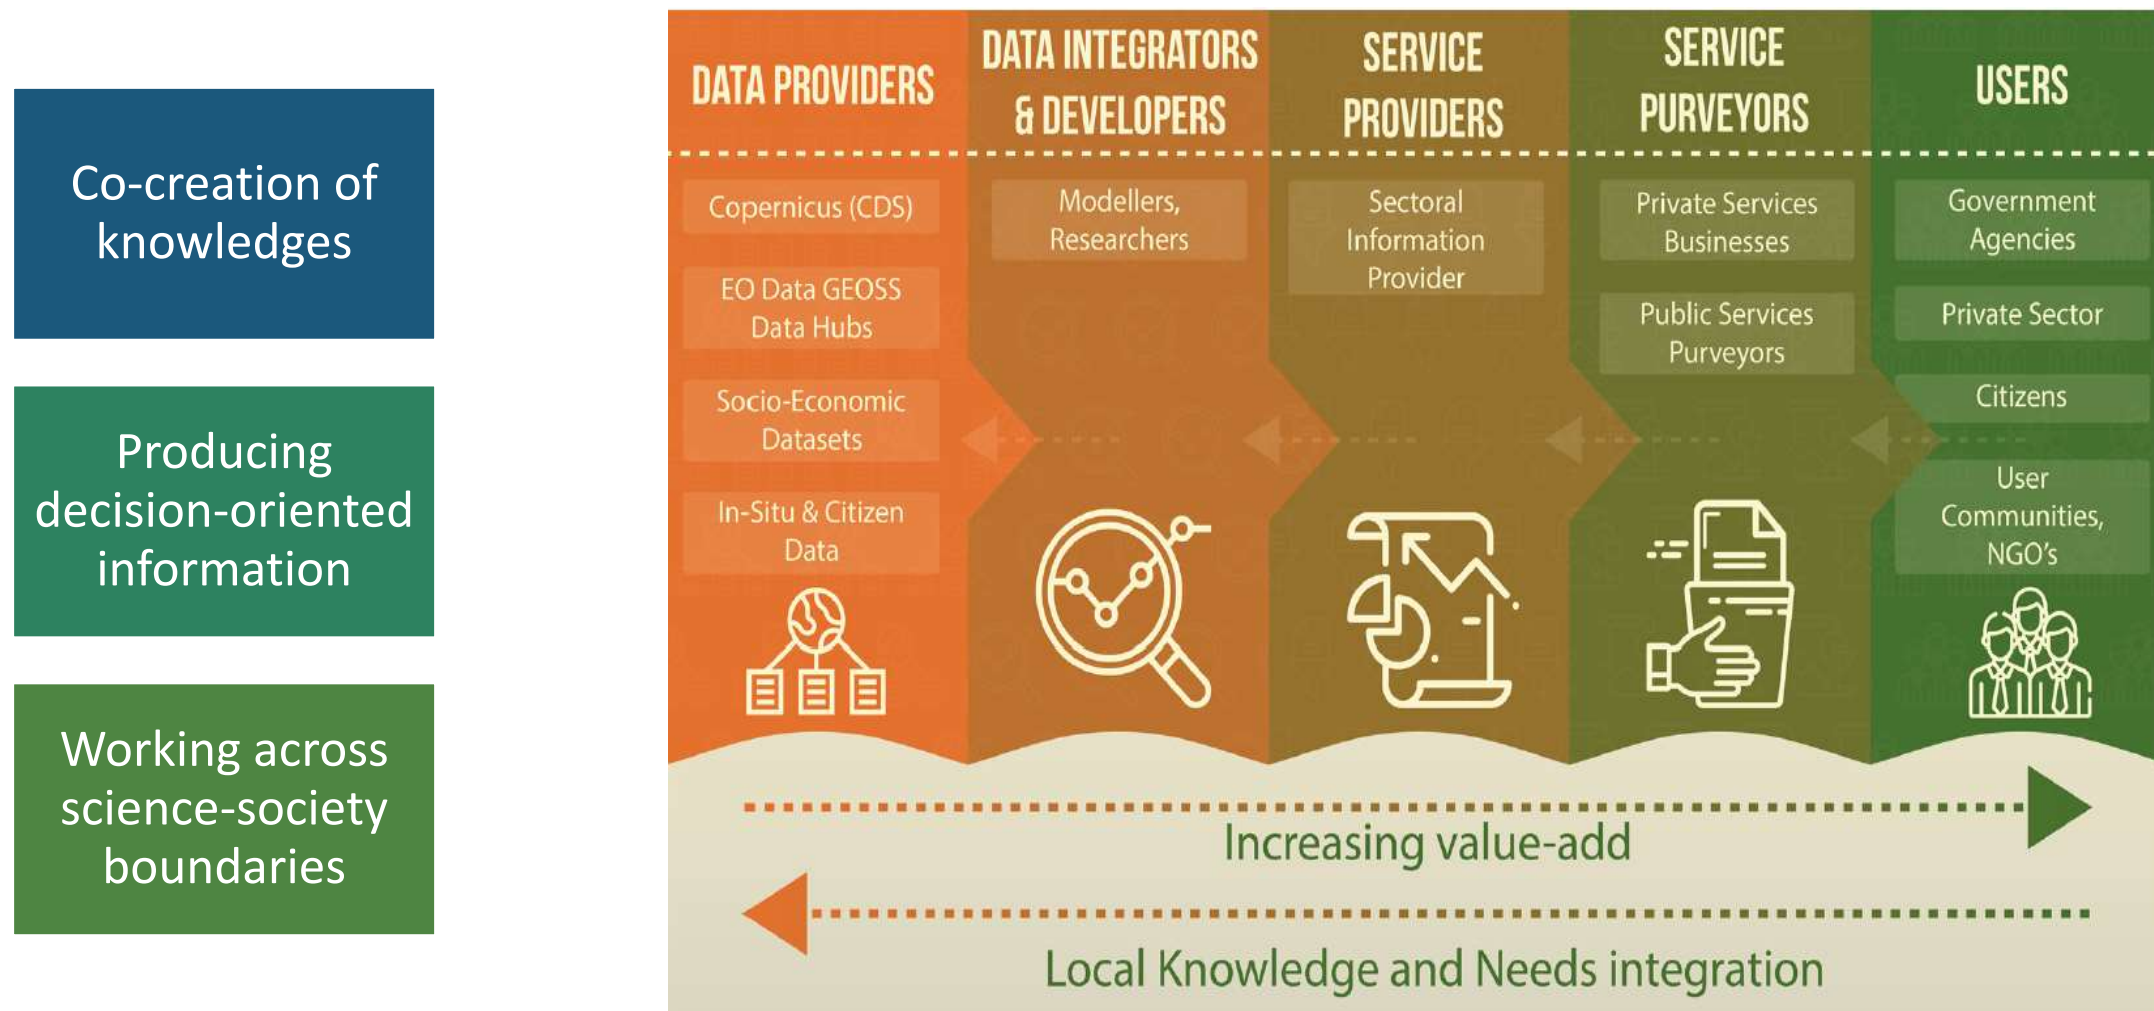 Co-creation of
knowledges
Producing
decision-oriented
information
Working across
science-society
boundaries
DATA PROVIDERS
Copernicus (CDS)
EO Data GEOSS
Data Hubs
Socio-Economic
Datasets
In-Situ & Citizen
Data
DATA INTEGRATORS
& DEVELOPERS
Modellers,
Researchers
SERVICE
PROVIDERS
Sectoral
Information
Provider
SERVICE
PURVEYORS
Private Services
Businesses
Public Services
Purveyors
USERS
Government
Agencies
Private Sector
Citizens
User
Communities,
NGO's
Increasing value-add
Local Knowledge and Needs integration